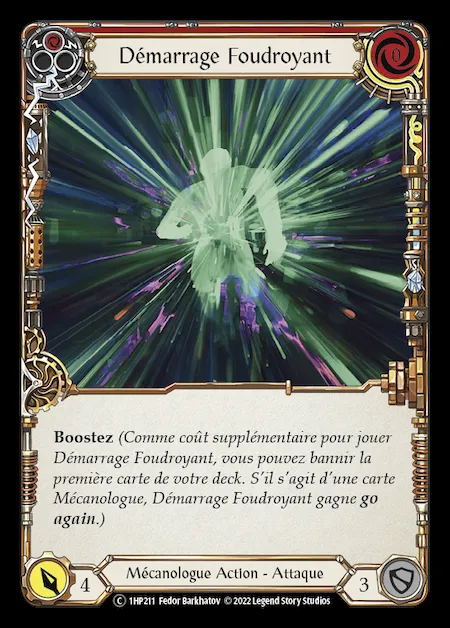 Démarrage Foudroyant
0
Boostez (Comme coût supplémentaire pour jouer
Démarrage Foudroyant, vous pouvez bannir la
première carte de votre deck. S'il s'agit d'une carte
Mécanologue, Démarrage Foudroyant gagne go
again.)
4
Mécanologue Action - Attaque
3
C 1HP211 Fedor Barkhatov © 2022 Legend Story Studios